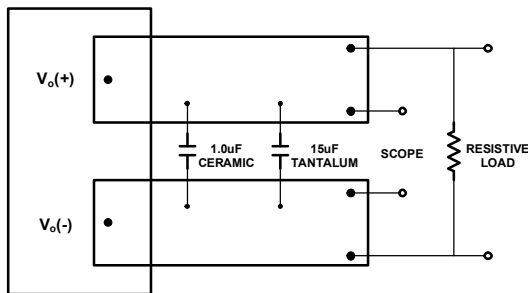 Vo(+)
1.0uF
CERAMIC
15uF
TANTALUM
SCOPE
RESISTIVE
LOAD
Vo(-)